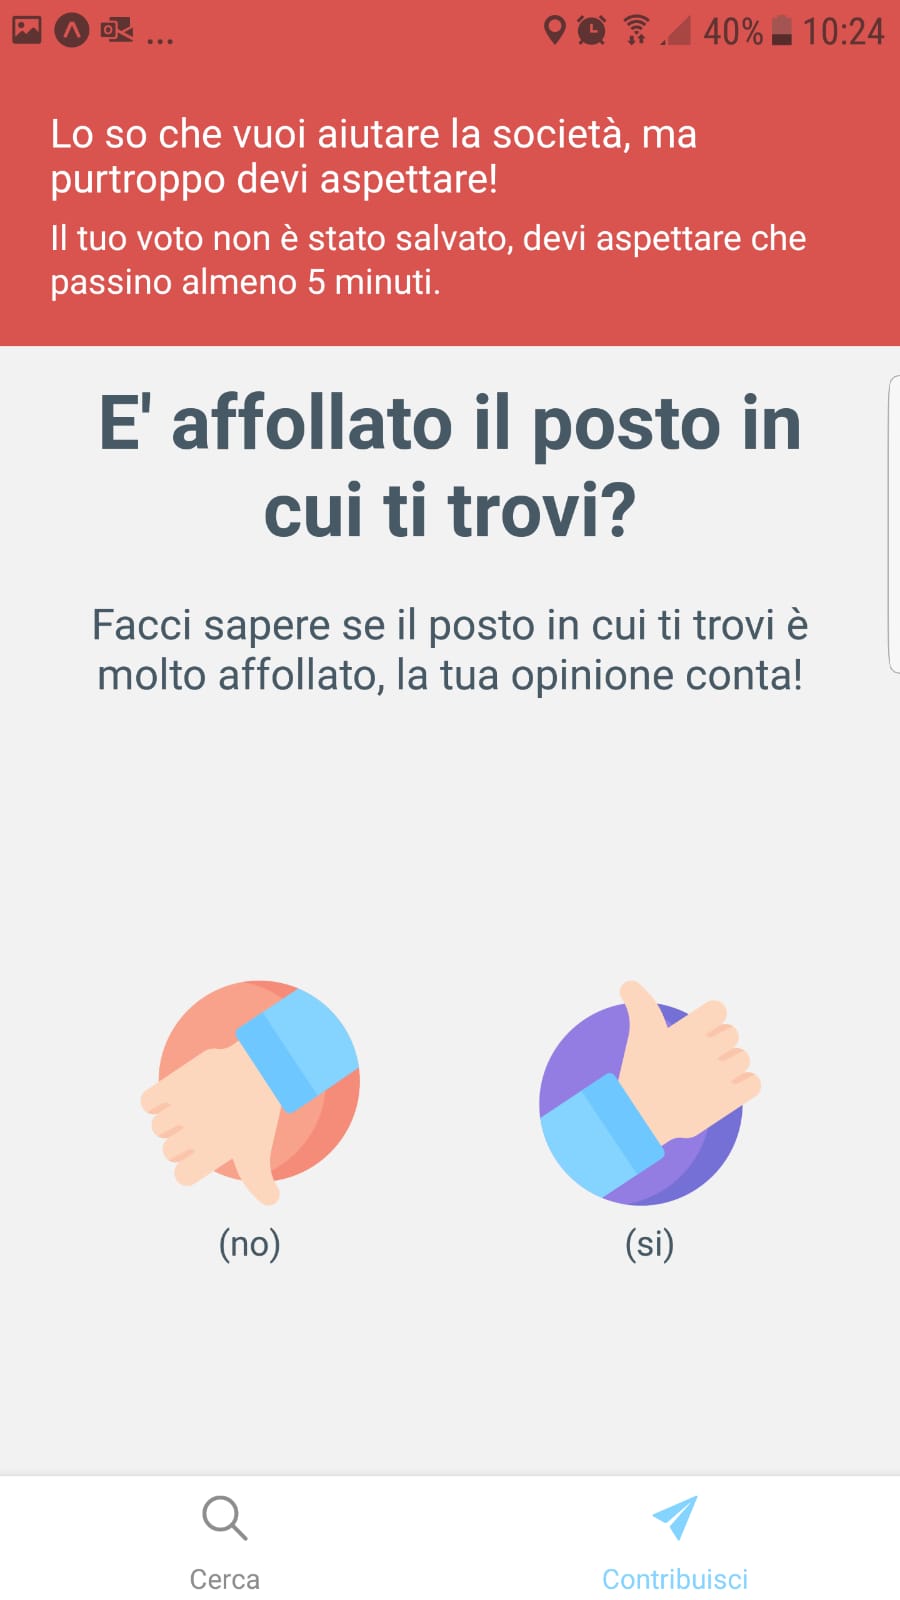 ... 40% 10:24
Lo so che vuoi aiutare la società, ma
purtroppo devi aspettare!
Il tuo voto non è stato salvato, devi aspettare che
passino almeno 5 minuti.
E' affollato il posto in
cui ti trovi?
Facci sapere se il posto in cui ti trovi è
molto affollato, la tua opinione conta!
(no) (si)
Cerca Contribuisci